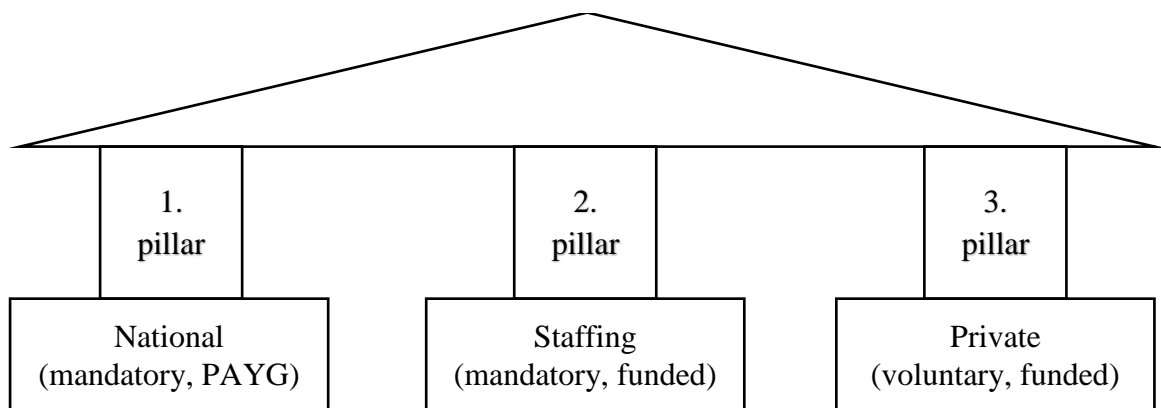 1.
pillar
2.
pillar
3.
pillar
National
(mandatory, PAYG)
Staffing
(mandatory, funded)
Private
(voluntary, funded)